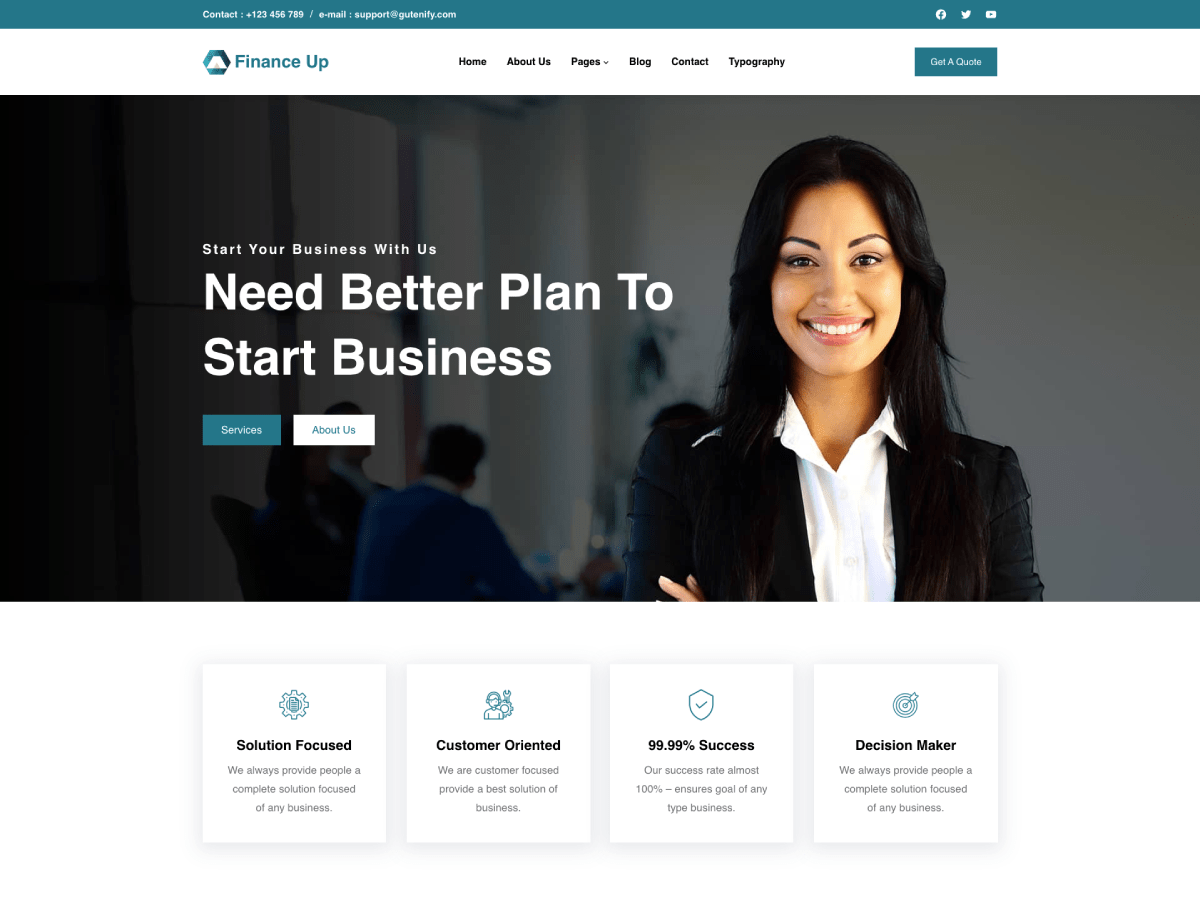 Contact : +123 456 789 / e-mail : support@gutenify.com
Finance Up
Home About Us Pages Blog Contact Typography
Get A Quote
Start Your Business With Us
Need Better Plan To
Start Business
Services About Us
Solution Focused
We always provide people a
complete solution focused
of any business.
Customer Oriented
We are customer focused
provide a best solution of
business.
99.99% Success
Our success rate almost
100% – ensures goal of any
type business.
Decision Maker
We always provide people a
complete solution focused
of any business.